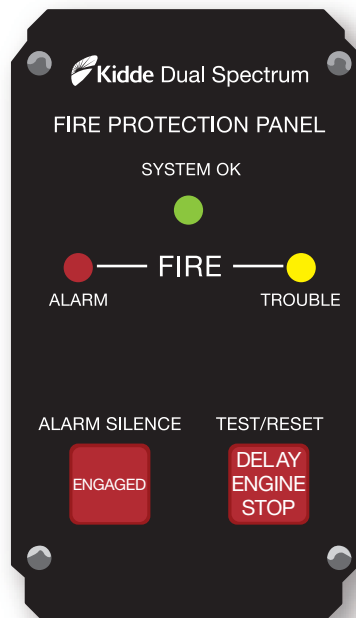 Kidde Dual Spectrum
FIRE PROTECTION PANEL
SYSTEM OK
FIRE
ALARM
TROUBLE
ALARM SILENCE
TEST/RESET
ENGAGED
DELAY
ENGINE
STOP